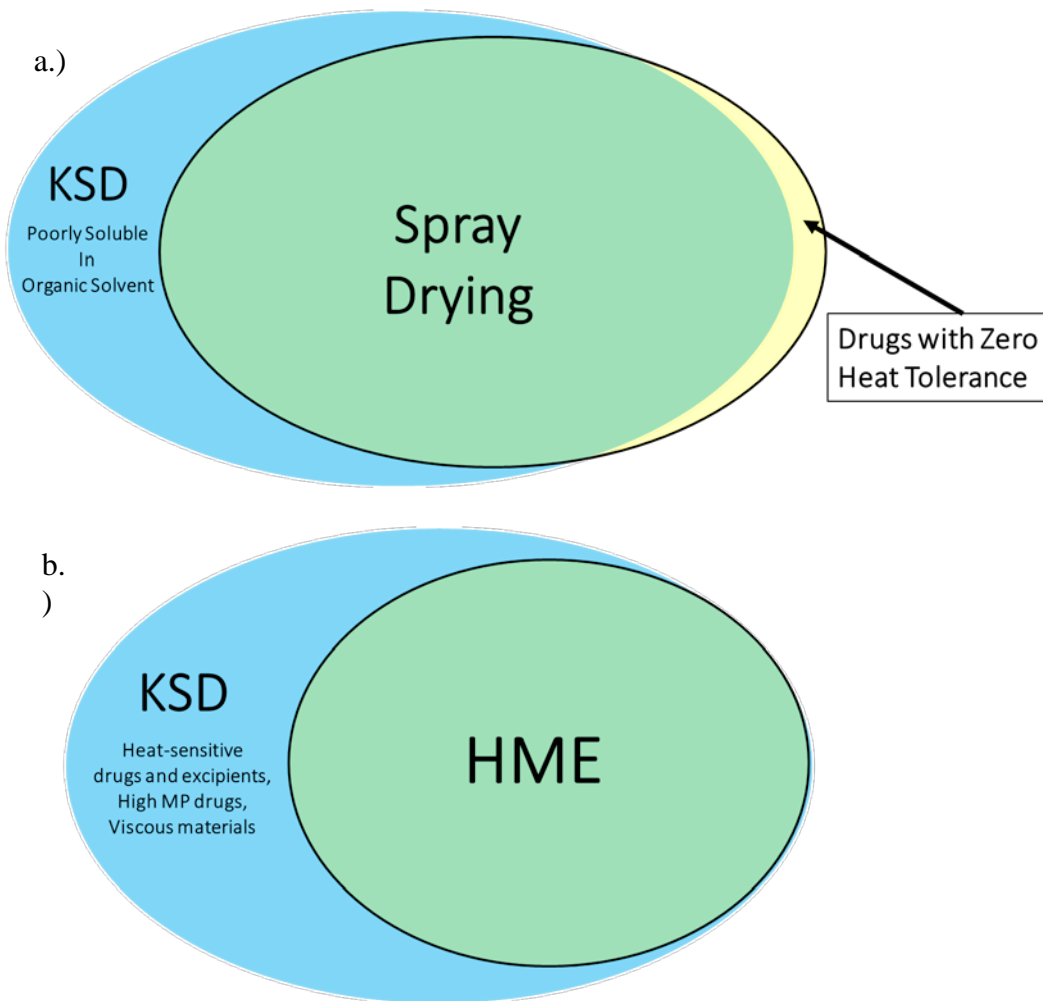 a.)
KSD
Poorly Soluble
In
Organic Solvent
Spray
Drying
Drugs with Zero
Heat Tolerance
b.
)
KSD
Heat-sensitive
drugs and excipients,
High MP drugs,
Viscous materials
HME